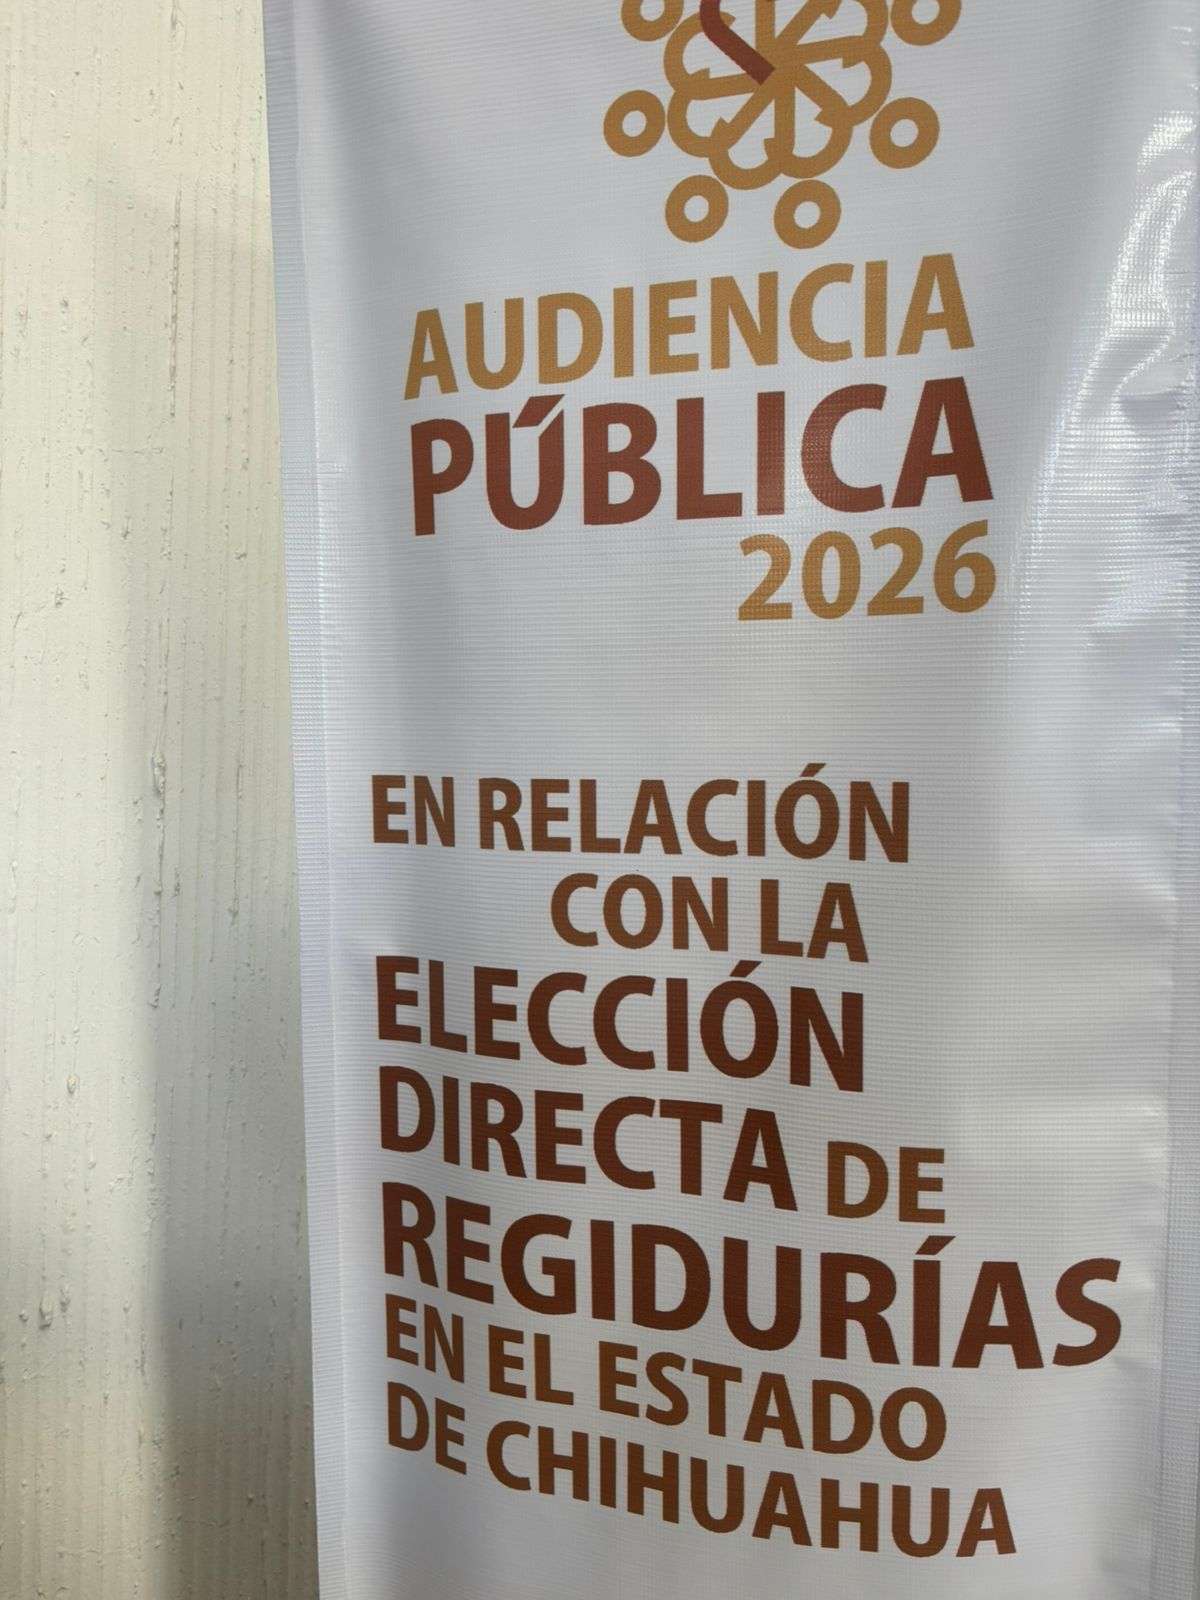 AUDIENCIA
PÚBLICA
2026
EN RELACIÓN
CON LA
ELECCIÓN
DIRECTA DE
REGIDURÍAS
EN EL ESTADO
DE CHIHUAHUA